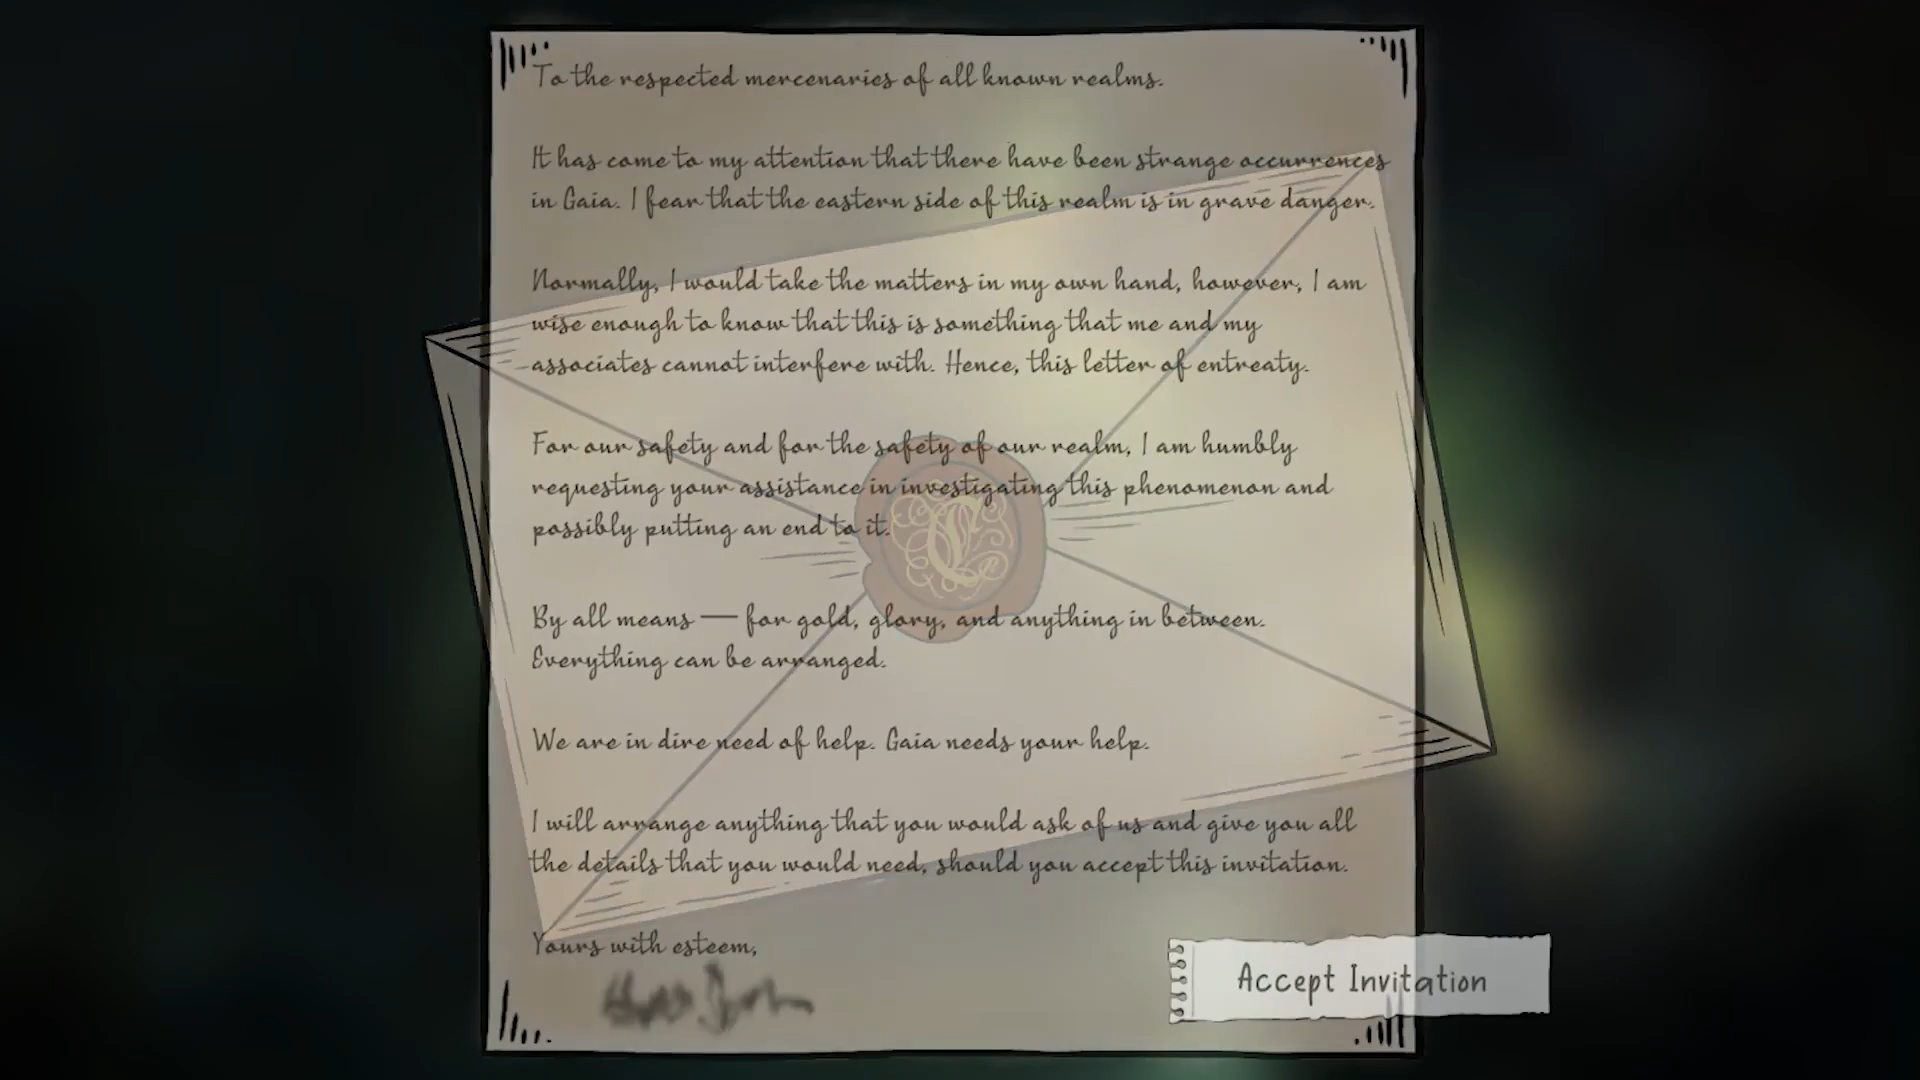 To the respected mercenaries of all known realms.
It has come to my attention that there have been strange occurrences
in Gaia. I fear that the eastern side of this realm is in grave danger.
Normally, I would take the matters in my own hand, however, I am
wise enough to know that this is something that me and my
associates cannot interfere with. Hence, this letter of entreaty.
For our safety and for the safety of our realm, I am humbly
requesting your assistance in investigating this phenomenon and
possibly putting an end to it.
By all means — for gold, glory, and anything in between.
Everything can be arranged.
We are in dire need of help. Gaia needs your help.
I will arrange anything that you would ask of us and give you all
the details that you would need, should you accept this invitation.
Yours with esteem,
Accept Invitation